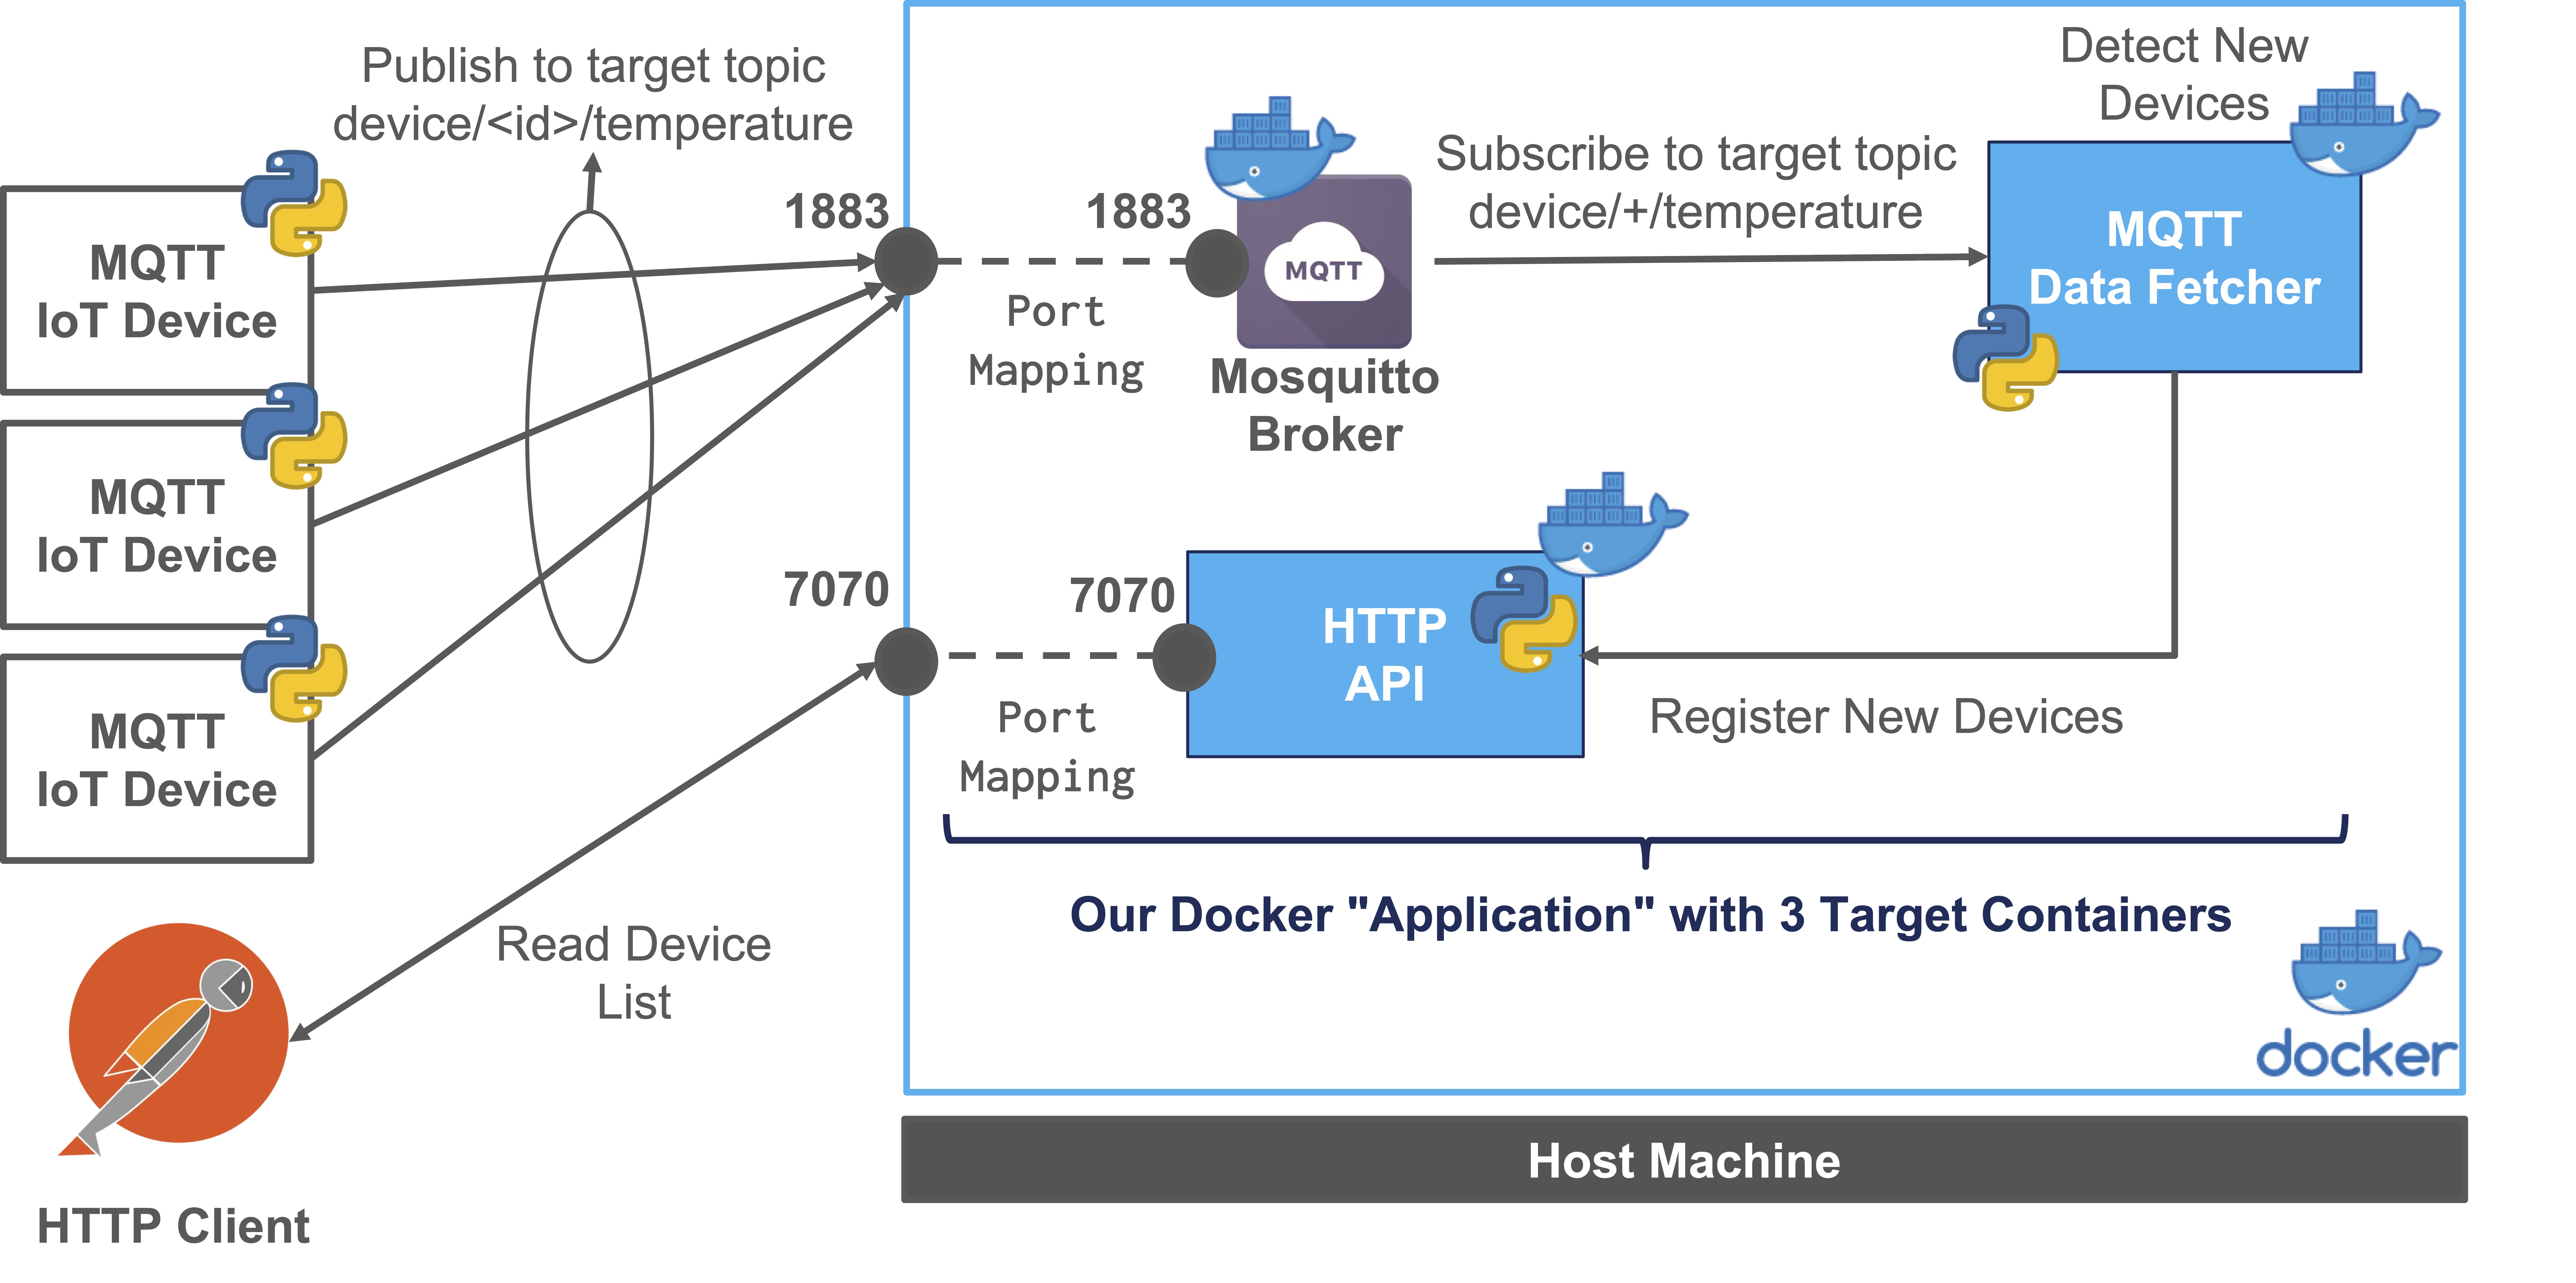 Publish to target topic
device/<id>/temperature
MQTT
IoT Device
MQTT
IoT Device
MQTT
IoT Device
1883
1883
Port
Mapping
MQTT
Mosquitto
Broker
Subscribe to target topic
device/+/temperature
Detect New
Devices
MQTT
Data Fetcher
7070
7070
Port
Mapping
HTTP
API
Register New Devices
Our Docker "Application" with 3 Target Containers
Read Device
List
docker
Host Machine
HTTP Client